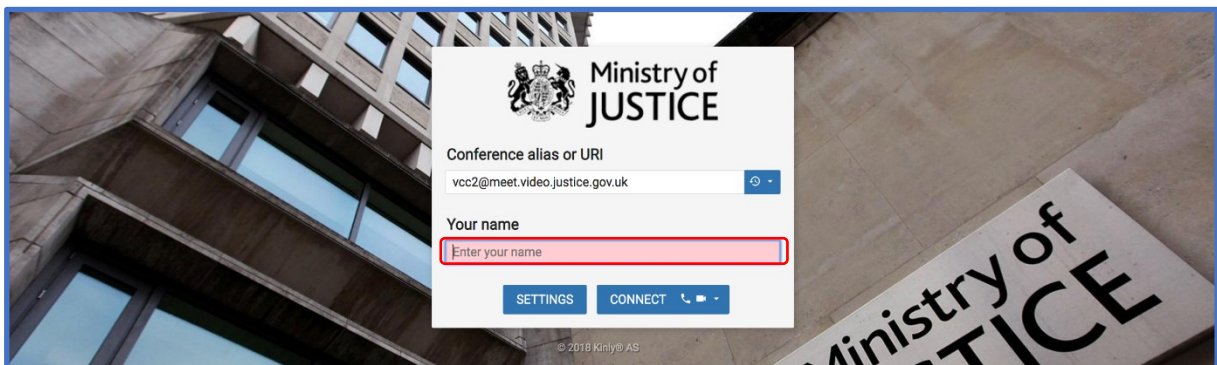 Ministry of
JUSTICE
Conference alias or URI
vcc2@meet.video.justice.gov.uk
Your name
Enter your name
SETTINGS
CONNECT
© 2018 Kinly® AS
Ministry of
JUSTICE